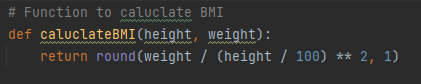 # Function to caluclate BMI
def caluclateBMI(height, weight):
    return round(weight / (height / 100) ** 2, 1)